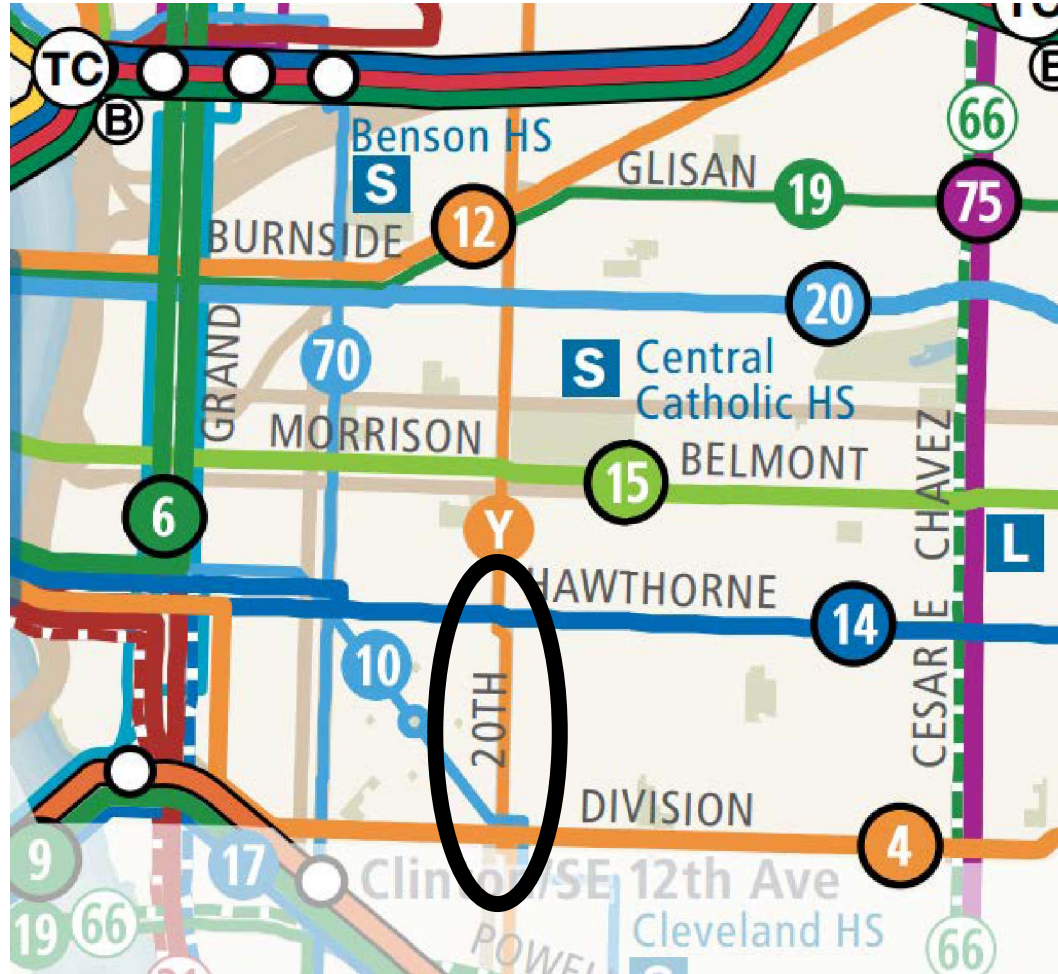 TC
TC
B
E
66
Benson HS
S
GLISAN
19
75
12
BURNSIDE
20
GRAND
70
S
Central
Catholic HS
MORRISON
BELMONT
15
CESAR E CHAVEZ
6
Y
L
HAWTHORNE
14
10
20TH
DIVISION
4
9
17
Clinton/SE 12th Ave
19
66
Cleveland HS
66
POWELL